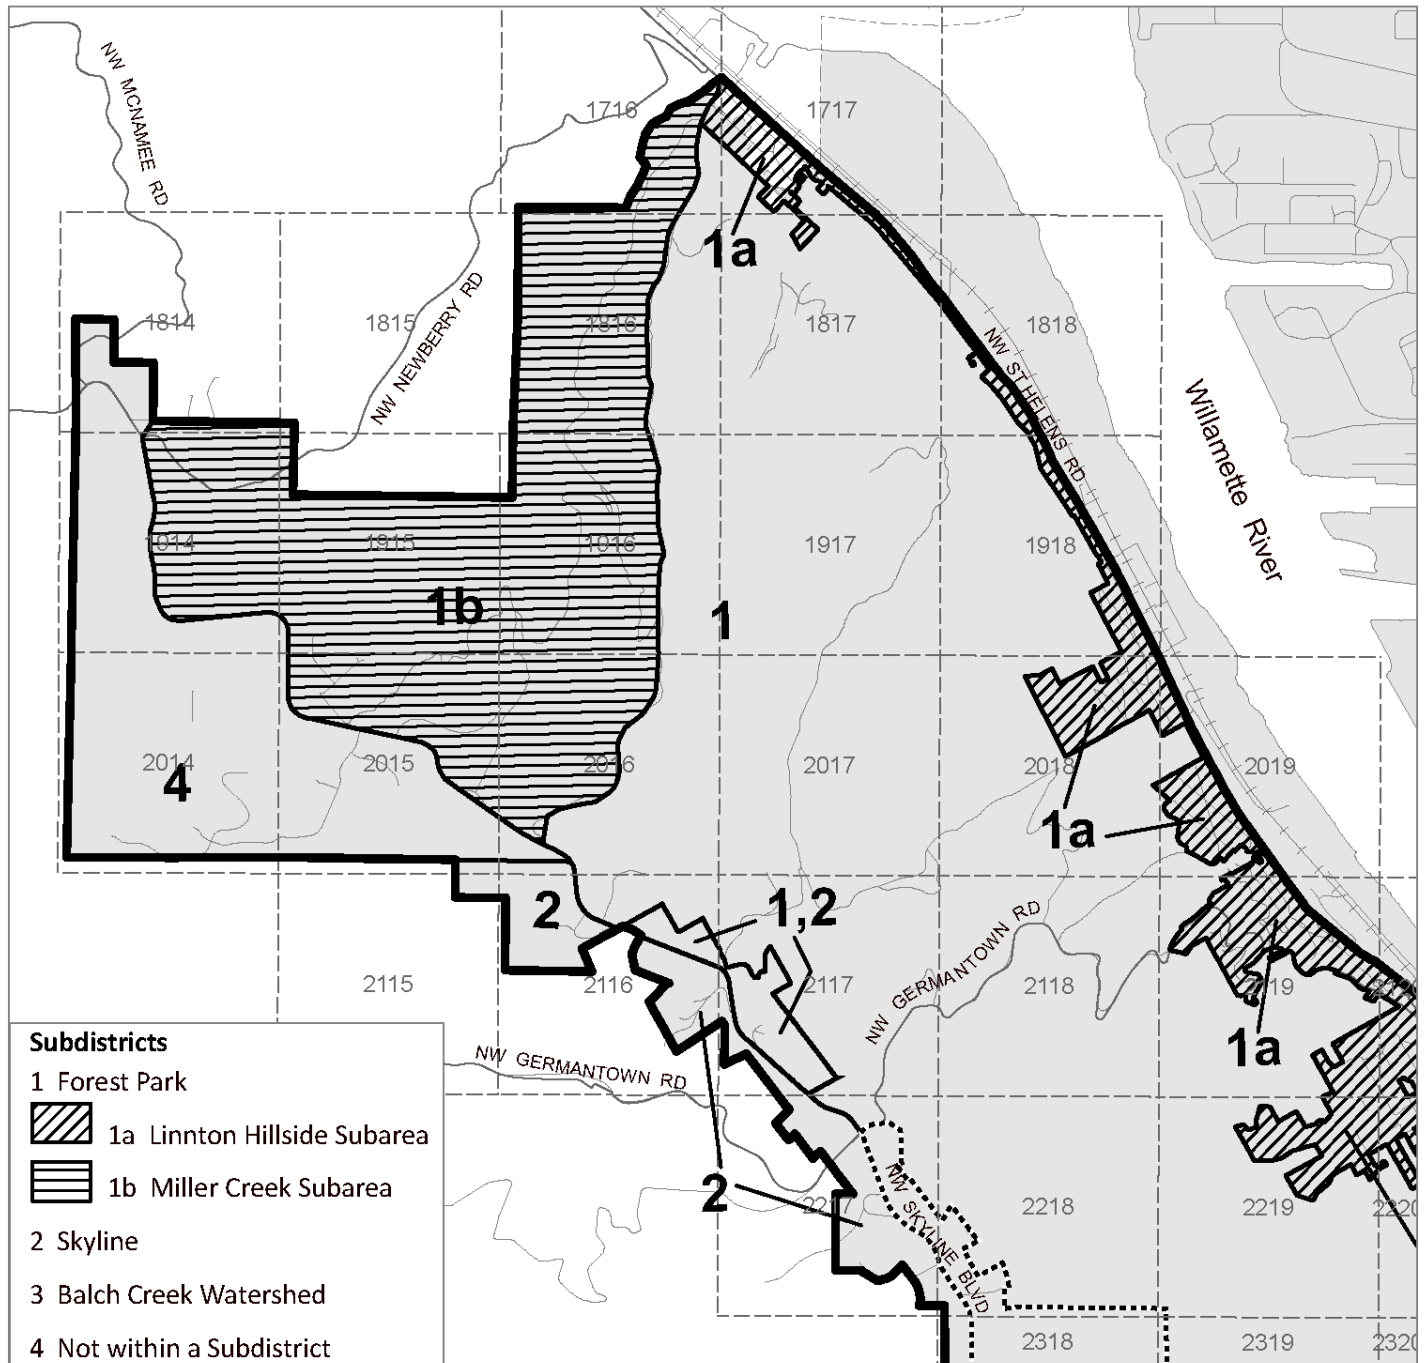 NW MCNAMEE RD
1716
1717
1a
1814
1815
NW NEWBERRY RD
1816
1817
1818
NW ST HELENS RD
Willamette River
1914
1915
1916
1917
1918
1b
1
2014
4
2015
2016
2017
2018
2019
1a
2
1,2
NW GERMANTOWN RD
2115
2116
2117
2118
2119
2120
1a
NW GERMANTOWN RD
2
2217
NW SKYLINE BLVD
2218
2219
2220
2318
2319
2320
Subdistricts
1 Forest Park
1a Linnton Hillside Subarea
1b Miller Creek Subarea
2 Skyline
3 Balch Creek Watershed
4 Not within a Subdistrict